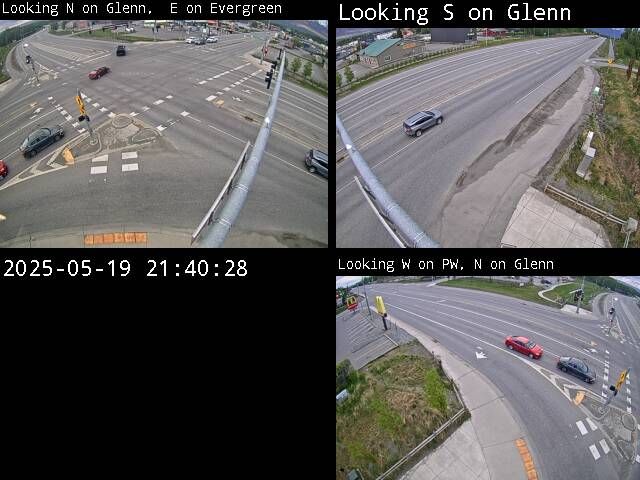 Looking N on Glenn, E on Evergreen
Looking S on Glenn
2025-05-19 21:40:28
Looking W on PW, N on Glenn